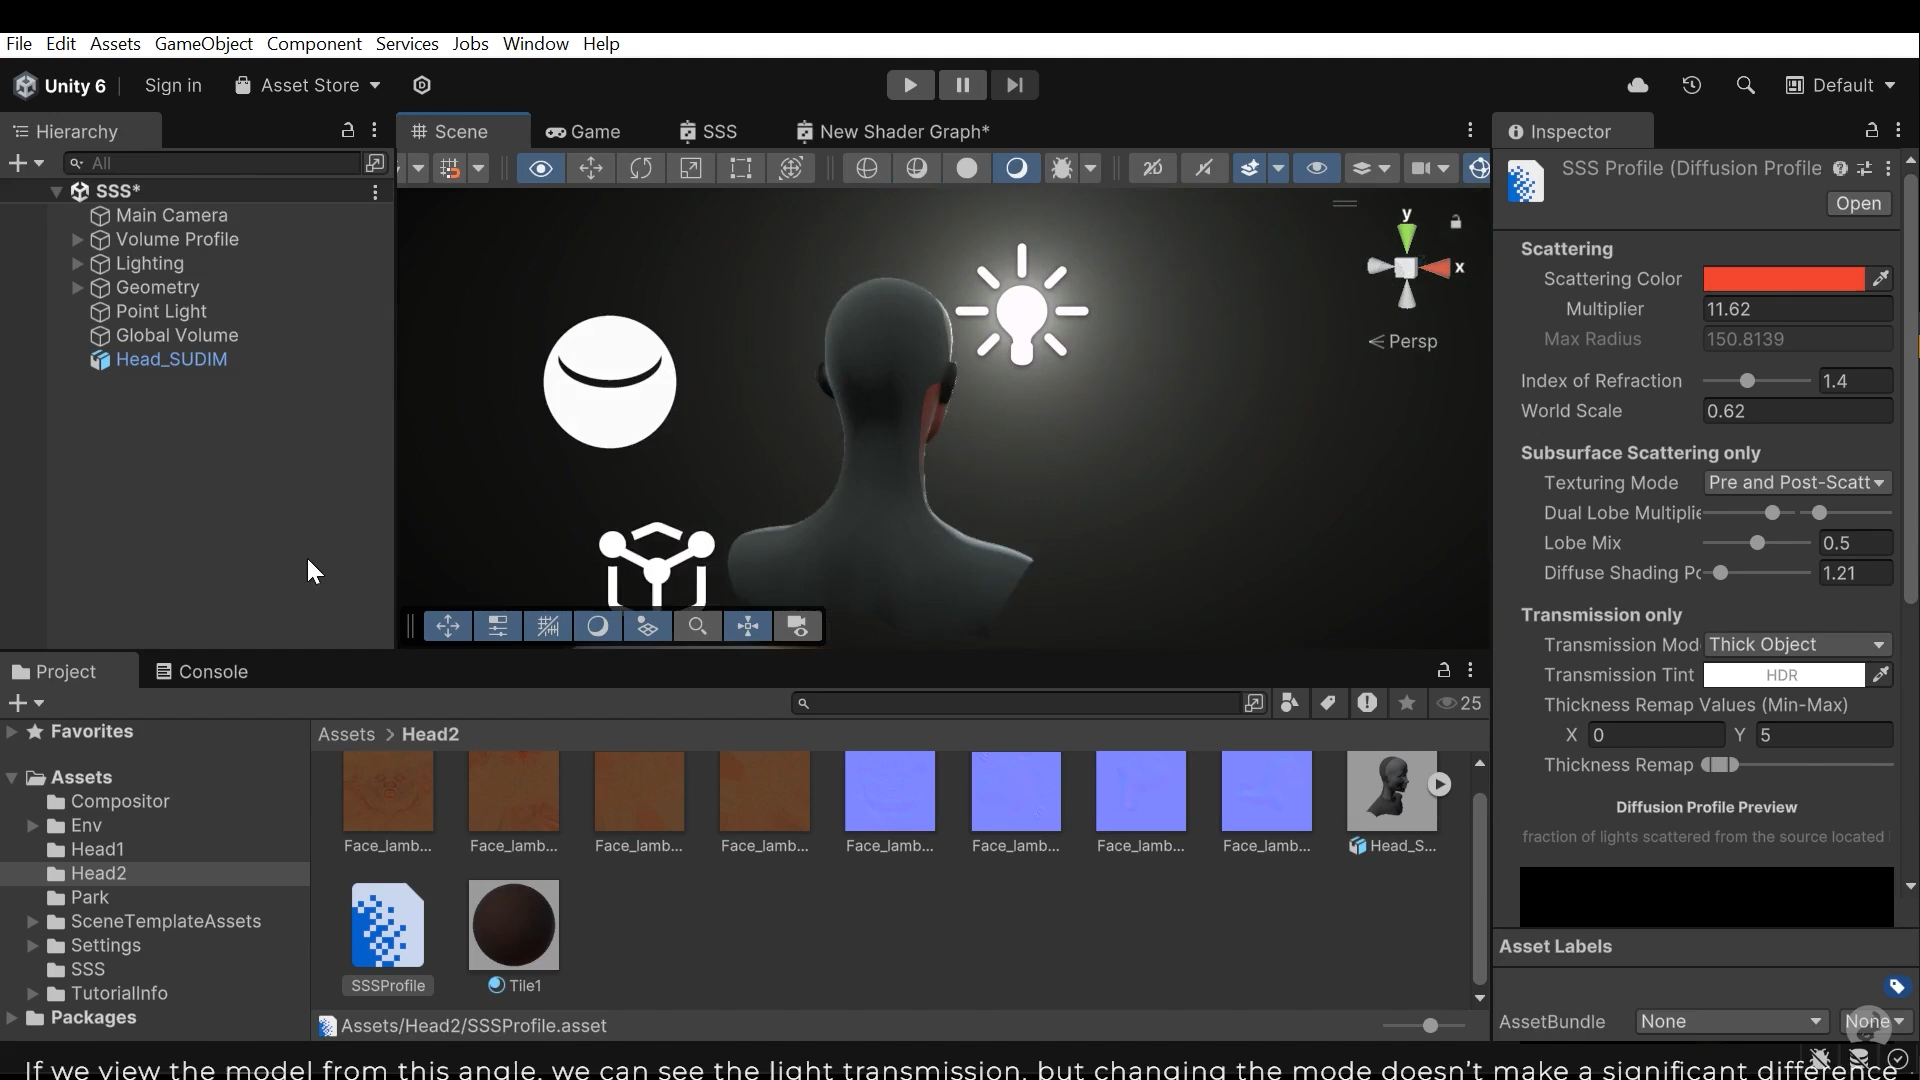 File Edit Assets GameObject Component Services Jobs Window Help
Unity 6 Sign in Asset Store Default
Hierarchy
Scene Game SSS New Shader Graph*
Inspector
All
SSS*
Main Camera
Volume Profile
Lighting
Geometry
Point Light
Global Volume
Head_SUDIM
y
x
Persp
SSS Profile (Diffusion Profile
Open
Scattering
Scattering Color
Multiplier 11.62
Max Radius 150.8139
Index of Refraction 1.4
World Scale 0.62
Subsurface Scattering only
Texturing Mode Pre and Post-Scatt
Dual Lobe Multiplie
Lobe Mix 0.5
Diffuse Shading Po 1.21
Transmission only
Transmission Mod Thick Object
Transmission Tint HDR
Thickness Remap Values (Min-Max)
X 0 Y 5
Thickness Remap
Diffusion Profile Preview
fraction of lights scattered from the source located
Asset Labels
AssetBundle None None
Project Console
25
Favorites
Assets
Compositor
Env
Head1
Head2
Park
SceneTemplateAssets
Settings
SSS
TutorialInfo
Packages
Assets > Head2
Face_lamb... Face_lamb... Face_lamb... Face_lamb... Face_lamb... Face_lamb... Face_lamb... Face_lamb... Head_S...
SSSProfile Tile1
Assets/Head2/SSSProfile.asset
If we view the model from this angle, we can see the light transmission, but changing the mode doesn't make a significant difference